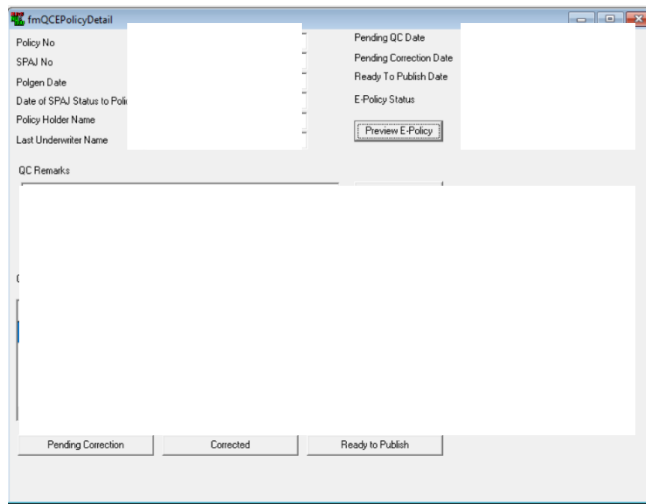 fmQCEPolicyDetail
Policy No
SPAJ No
Polgen Date
Date of SPAJ Status to Poli
Policy Holder Name
Last Underwriter Name
Pending QC Date
Pending Correction Date
Ready To Publish Date
E-Policy Status
Preview E-Policy
QC Remarks
Pending Correction
Corrected
Ready to Publish